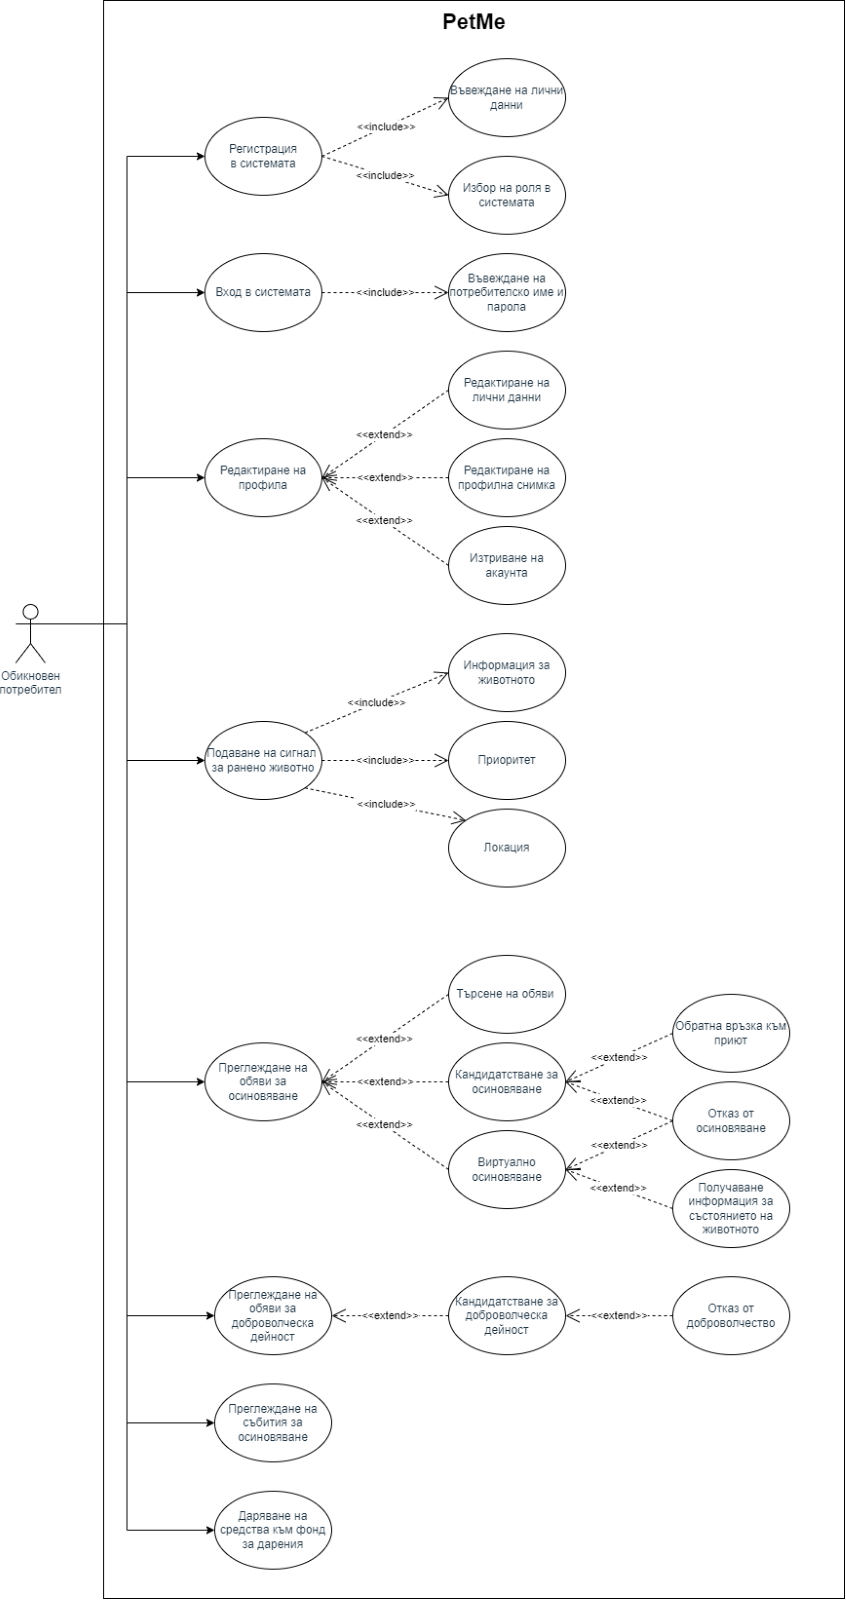 PetMe
Въвеждане на лични
данни
<<include>>
Регистрация
в системата
<<include>>
Избор на роля в
системата
Вход в системата
<<include>>
Въвеждане на
потребителско име и
парола
Редактиране на
лични данни
<<extend>>
Редактиране на
профила
<<extend>>
Редактиране на
профилна снимка
<<extend>>
Изтриване на
акаунта
Обикновен
потребител
Информация за
животното
<<include>>
Подаване на сигнал
за ранено животно
<<include>>
Приоритет
<<include>>
Локация
Търсене на обяви
<<extend>>
Обратна връзка към
приют
<<extend>>
Преглеждане на
обяви за
осиновяване
<<extend>>
Кандидатстване за
осиновяване
<<extend>>
Отказ от
осиновяване
<<extend>>
<<extend>>
Виртуално
осиновяване
<<extend>>
Получаване
информация за
състоянието на
животното
Преглеждане на
обяви за
доброволческа
дейност
<<extend>>
Кандидатстване за
доброволческа
дейност
<<extend>>
Отказ от
доброволчество
Преглеждане на
събития за
осиновяване
Даряване на
средства към фонд
за дарения